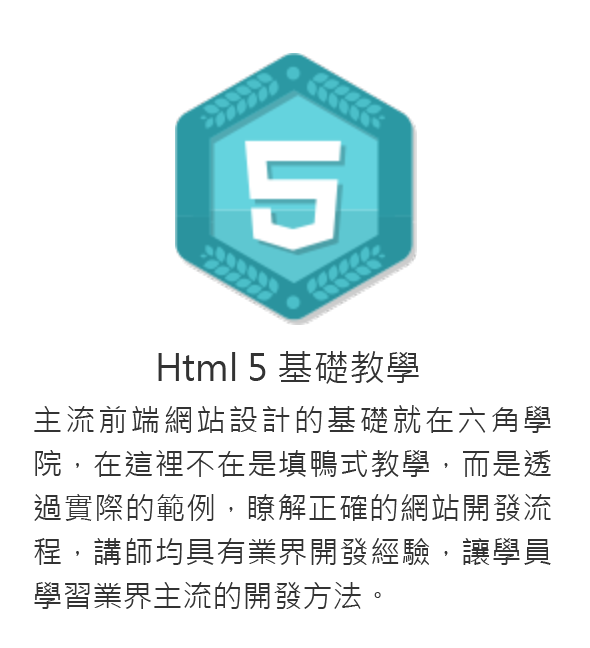 5
Html 5 基礎教學
主流前端網站設計的基礎就在六角學
院，在這裡不在是填鴨式教學，而是透
過實際的範例，瞭解正確的網站開發流
程，講師均具有業界開發經驗，讓學員
學習業界主流的開發方法。